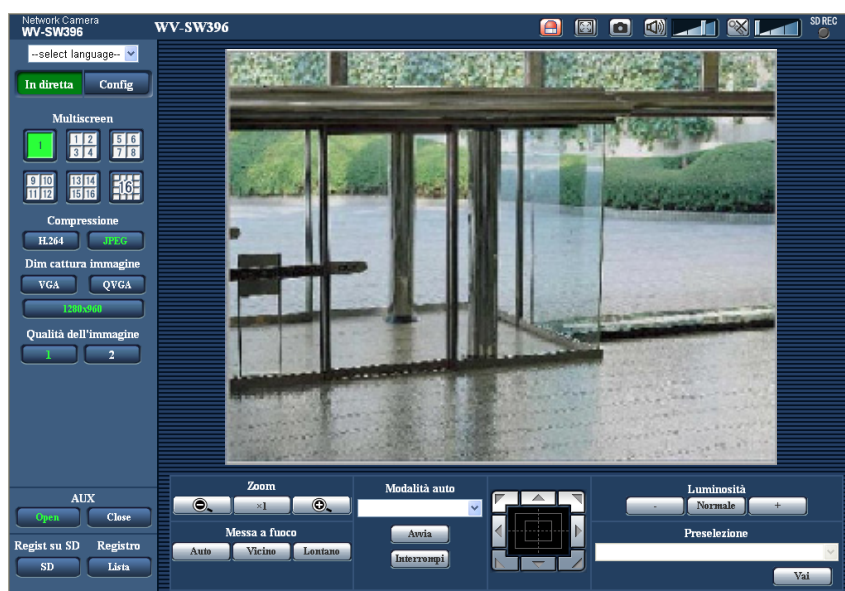 Network Camera
WV-SW396
WV-SW396
SD REC
--select language--
In diretta Config
Multiscreen
1
1 2
3 4
5 6
7 8
9 10
11 12
13 14
15 16
16
Compressione
H.264 JPEG
Dim cattura immagine
VGA QVGA
1280x960
Qualità dell'immagine
1 2
AUX
Open Close
Regist su SD Registro
SD Lista
Zoom
×1
Messa a fuoco
Auto Vicino Lontano
Modalità auto
Avvia
Interrompi
Luminosità
- Normale +
Preselezione
Vai